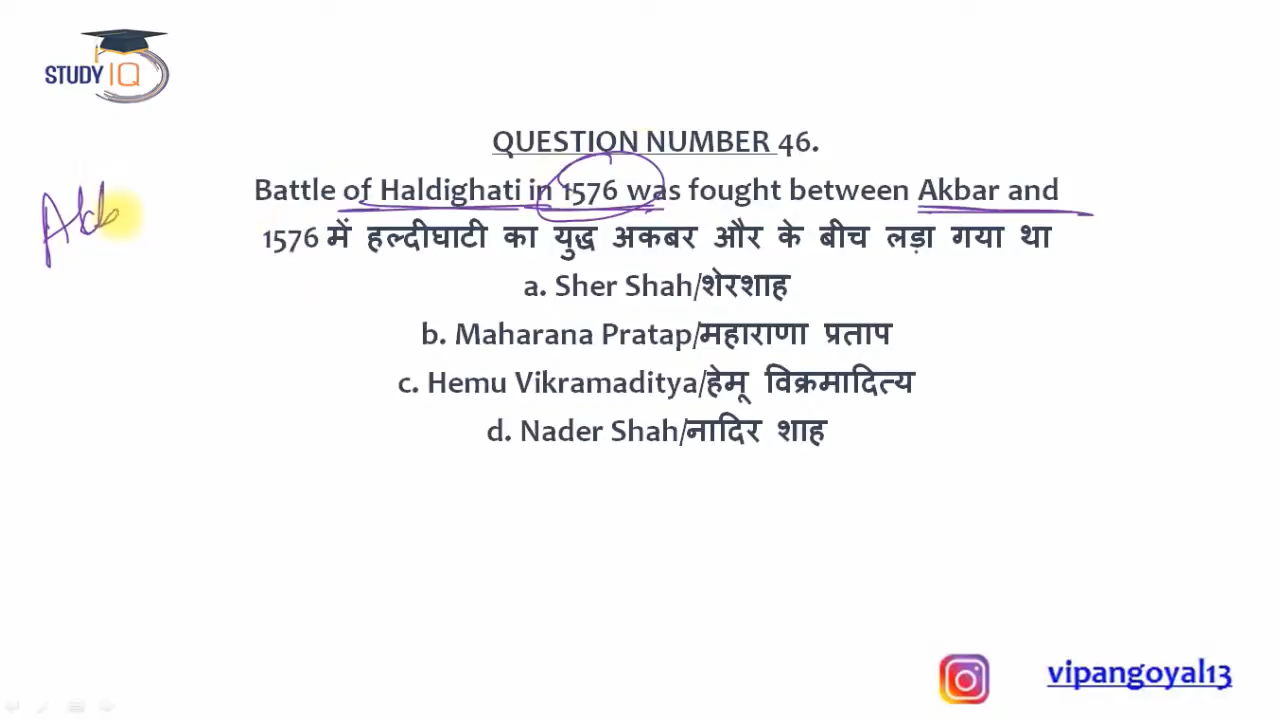 STUDY IQ
QUESTION NUMBER 46.
Battle of Haldighati in 1576 was fought between Akbar and
1576 में हल्दीघाटी का युद्ध अकबर और के बीच लड़ा गया था
a. Sher Shah/शेरशाह
b. Maharana Pratap/महाराणा प्रताप
c. Hemu Vikramaditya/हेमू विक्रमादित्य
d. Nader Shah/नादिर शाह
Akb
vipangoyal13